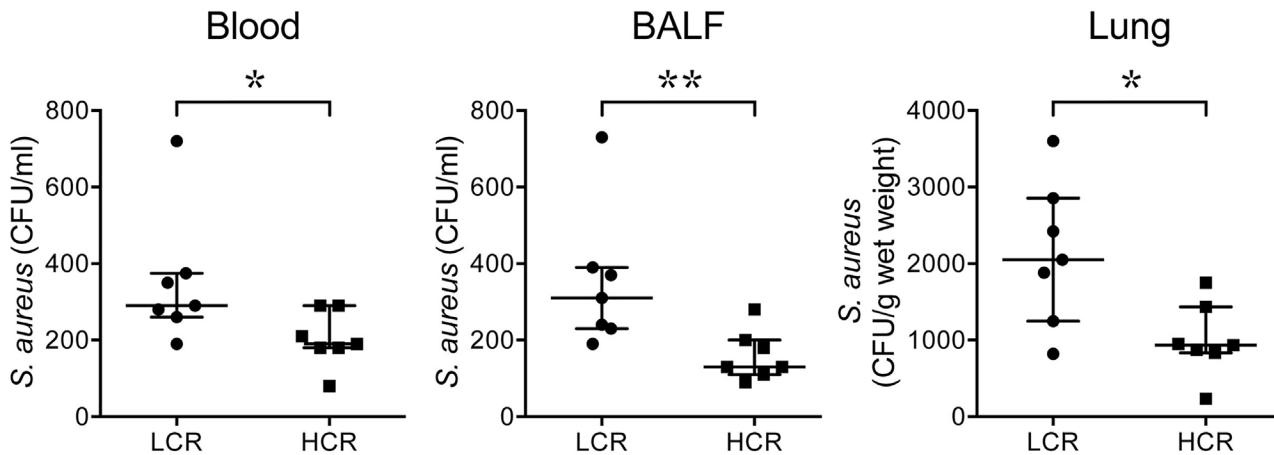 Blood
*
S. aureus (CFU/ml)
800
600
400
200
0
LCR HCR
BALF
**
S. aureus (CFU/ml)
800
600
400
200
0
LCR HCR
Lung
*
S. aureus
(CFU/g wet weight)
4000
3000
2000
1000
0
LCR HCR